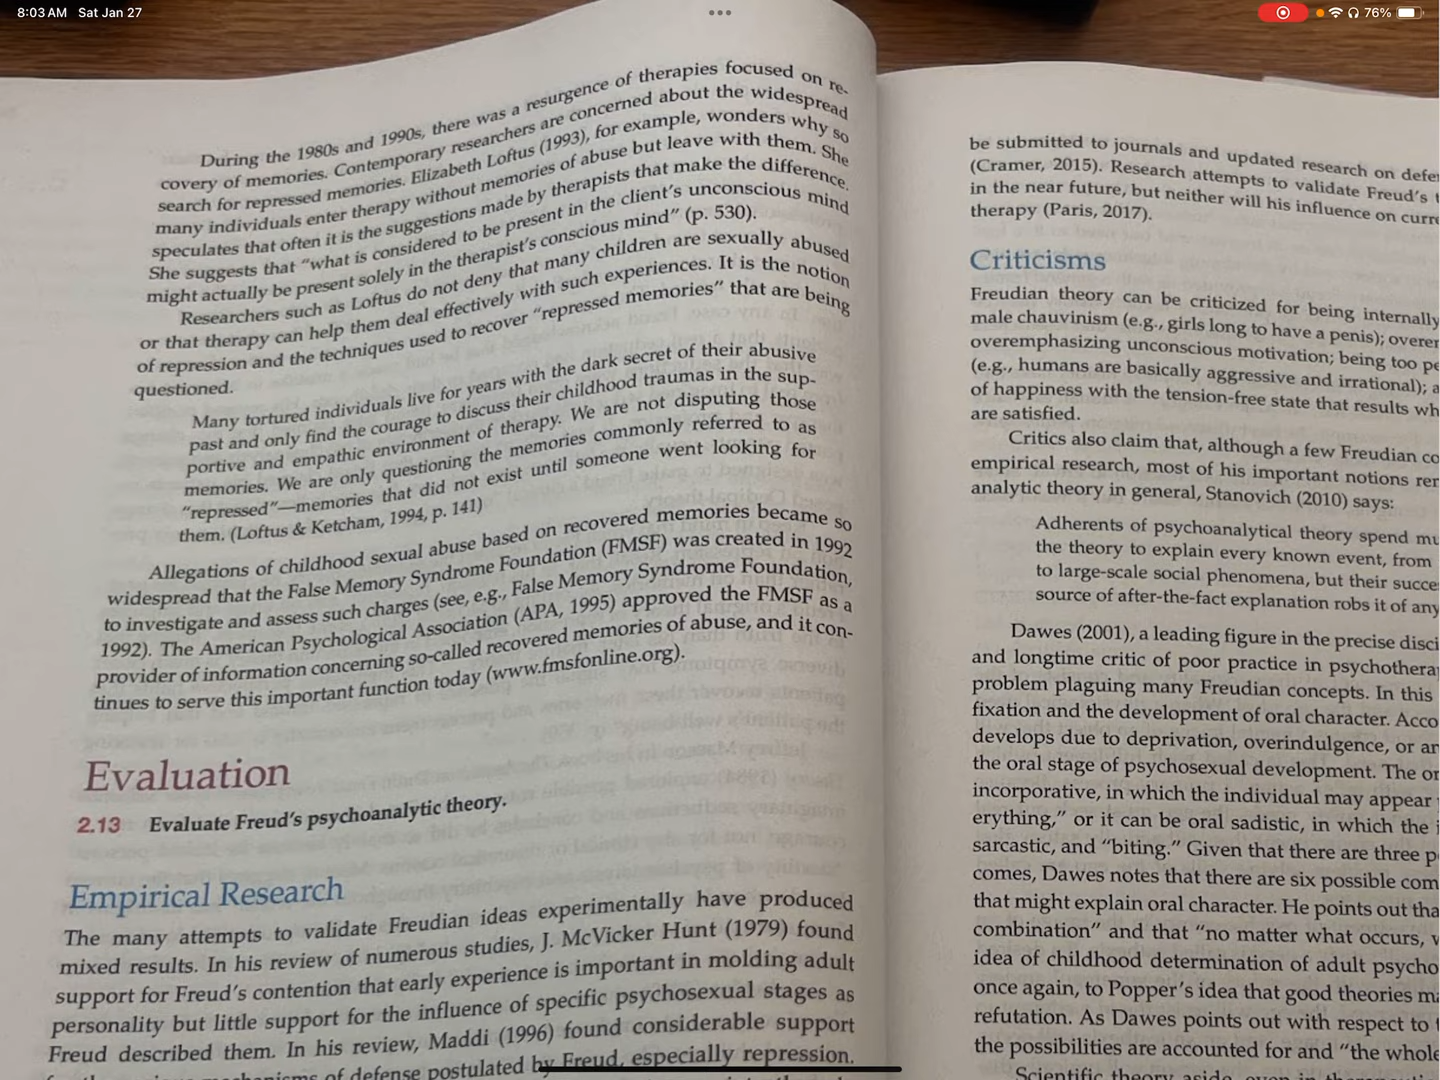 8:03 AM Sat Jan 27
76%
During the 1980s and 1990s, there was a resurgence of therapies focused on re-
covery of memories. Contemporary researchers are concerned about the widespread
search for repressed memories. Elizabeth Loftus (1993), for example, wonders why so
many individuals enter therapy without memories of abuse but leave with them. She
speculates that often it is the suggestions made by therapists that make the difference.
She suggests that "what is considered to be present in the client's unconscious mind
might actually be present solely in the therapist's conscious mind" (p. 530).
Researchers such as Loftus do not deny that many children are sexually abused
or that therapy can help them deal effectively with such experiences. It is the notion
of repression and the techniques used to recover "repressed memories" that are being
questioned.
Many tortured individuals live for years with the dark secret of their abusive
past and only find the courage to discuss their childhood traumas in the sup-
portive and empathic environment of therapy. We are not disputing those
memories. We are only questioning the memories commonly referred to as
"repressed"—memories that did not exist until someone went looking for
them. (Loftus & Ketcham, 1994, p. 141)
Allegations of childhood sexual abuse based on recovered memories became so
widespread that the False Memory Syndrome Foundation (FMSF) was created in 1992
to investigate and assess such charges (see, e.g., False Memory Syndrome Foundation,
1992). The American Psychological Association (APA, 1995) approved the FMSF as a
provider of information concerning so-called recovered memories of abuse, and it con-
tinues to serve this important function today (www.fmsfonline.org).
Evaluation
2.13 Evaluate Freud's psychoanalytic theory.
Empirical Research
The many attempts to validate Freudian ideas experimentally have produced
mixed results. In his review of numerous studies, J. McVicker Hunt (1979) found
support for Freud's contention that early experience is important in molding adult
personality but little support for the influence of specific psychosexual stages as
Freud described them. In his review, Maddi (1996) found considerable support
of defense postulated by Freud, especially repression.
be submitted to journals and updated research on
(Cramer, 2015). Research attempts to validate Freud's
in the near future, but neither will his influence on
therapy (Paris, 2017).
Criticisms
Freudian theory can be criticized for being internally
male chauvinism (e.g., girls long to have a penis);
overemphasizing unconscious motivation; being too
(e.g., humans are basically aggressive and irrational);
of happiness with the tension-free state that results
are satisfied.
Critics also claim that, although a few Freudian
empirical research, most of his important notions
analytic theory in general, Stanovich (2010) says:
Adherents of psychoanalytical theory spend
the theory to explain every known event, from
to large-scale social phenomena, but their
source of after-the-fact explanation robs it of any
Dawes (2001), a leading figure in the precise
and longtime critic of poor practice in
problem plaguing many Freudian concepts. In this
fixation and the development of oral character.
develops due to deprivation, overindulgence, or
the oral stage of psychosexual development. The
incorporative, in which the individual may appear
erything," or it can be oral sadistic, in which the
sarcastic, and "biting." Given that there are three
comes, Dawes notes that there are six possible
that might explain oral character. He points out
combination" and that "no matter what occurs,
idea of childhood determination of adult
once again, to Popper's idea that good theories
refutation. As Dawes points out with respect to
the possibilities are accounted for and "the whole
Scientific theory aside, even in